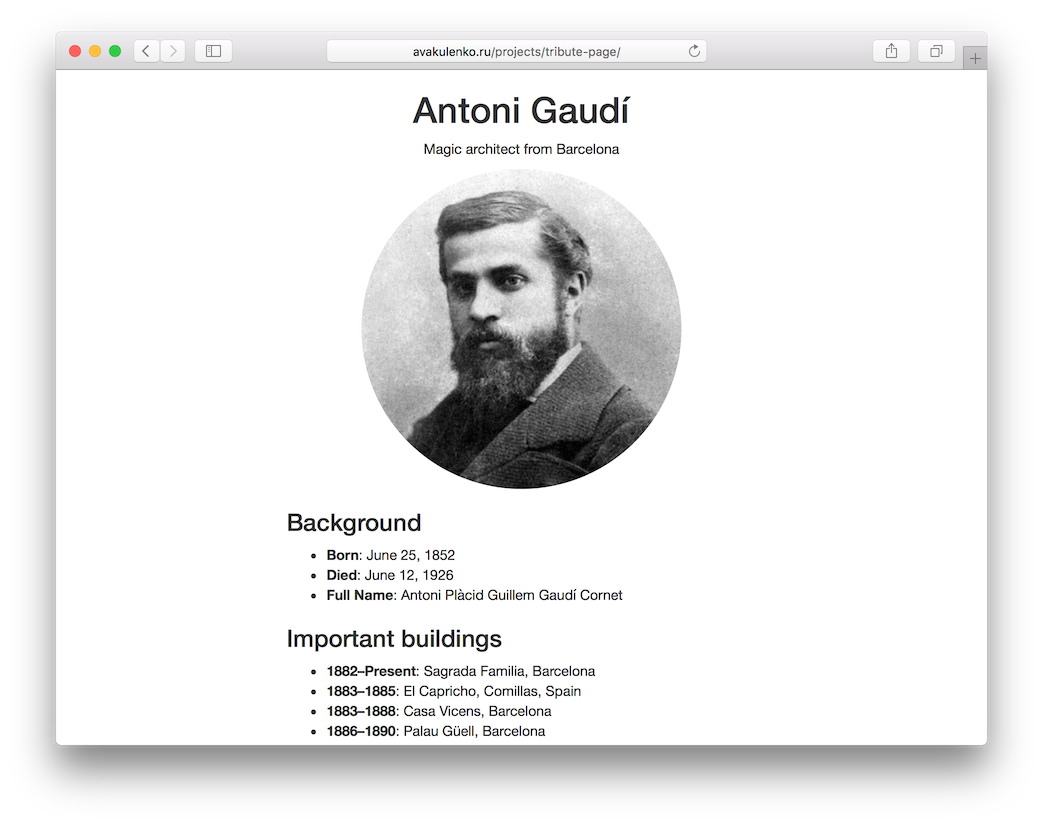 avakulenko.ru/projects/tribute-page/
Antoni Gaudí
Magic architect from Barcelona
Background
• Born: June 25, 1852
• Died: June 12, 1926
• Full Name: Antoni Plàcid Guillem Gaudí Cornet
Important buildings
• 1882–Present: Sagrada Familia, Barcelona
• 1883–1885: El Capricho, Comillas, Spain
• 1883–1888: Casa Vicens, Barcelona
• 1886–1890: Palau Güell, Barcelona